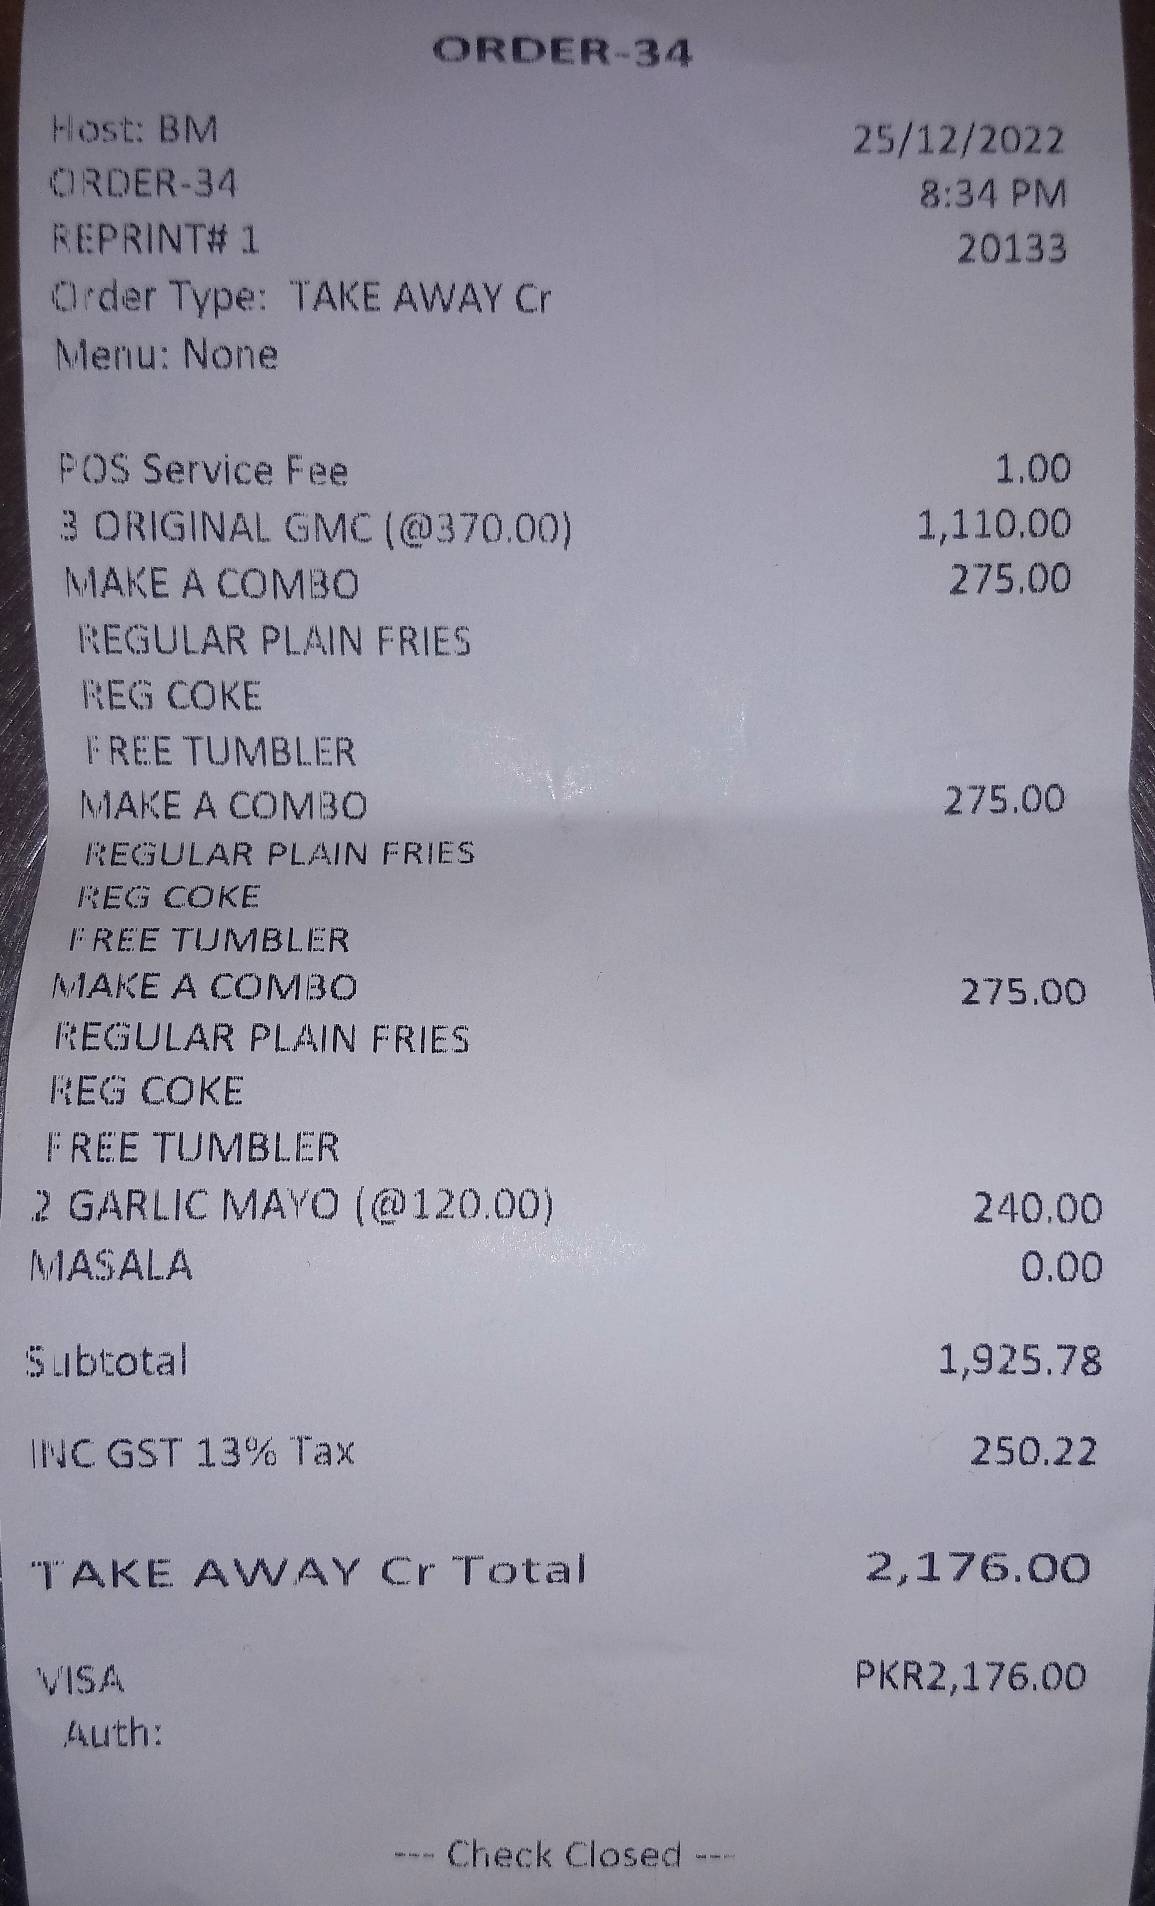 ORDER-34
Host: BM 25/12/2022
ORDER-34 8:34 PM
REPRINT# 1 20133
Order Type: TAKE AWAY Cr
Menu: None
POS Service Fee 1.00
3 ORIGINAL GMC (@370.00) 1,110.00
MAKE A COMBO 275.00
REGULAR PLAIN FRIES
REG COKE
FREE TUMBLER
MAKE A COMBO 275.00
REGULAR PLAIN FRIES
REG COKE
FREE TUMBLER
MAKE A COMBO 275.00
REGULAR PLAIN FRIES
REG COKE
FREE TUMBLER
2 GARLIC MAYO (@120.00) 240.00
MASALA 0.00
Subtotal 1,925.78
INC GST 13% Tax 250.22
TAKE AWAY Cr Total 2,176.00
VISA PKR2,176.00
Auth:
--- Check Closed ---